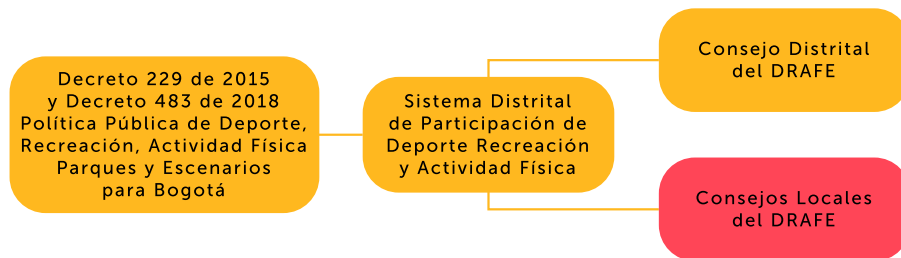 Decreto 229 de 2015
y Decreto 483 de 2018
Política Pública de Deporte,
Recreación, Actividad Física
Parques y Escenarios
para Bogotá
Sistema Distrital
de Participación de
Deporte Recreación
y Actividad Física
Consejo Distrital
del DRAFE
Consejos Locales
del DRAFE